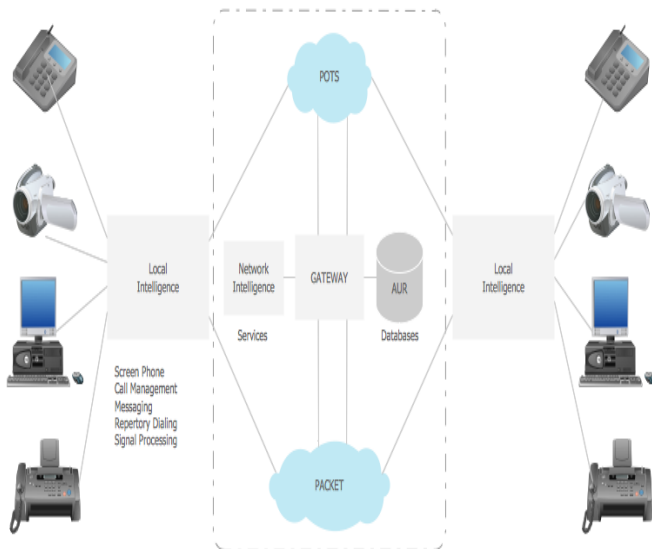 POTS
Local
Intelligence
Network
Intelligence
GATEWAY
AUR
Local
Intelligence
Services
Databases
Screen Phone
Call Management
Messaging
Repertory Dialing
Signal Processing
PACKET